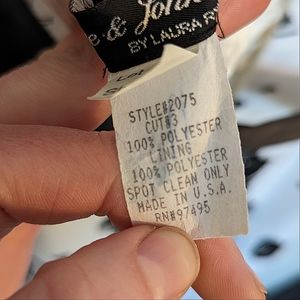 & John
BY LAURA
Lot
STYLE#2075
CUT#3
100% POLYESTER
LINING
100% POLYESTER
SPOT CLEAN ONLY
MADE IN U.S.A.
RN#97495